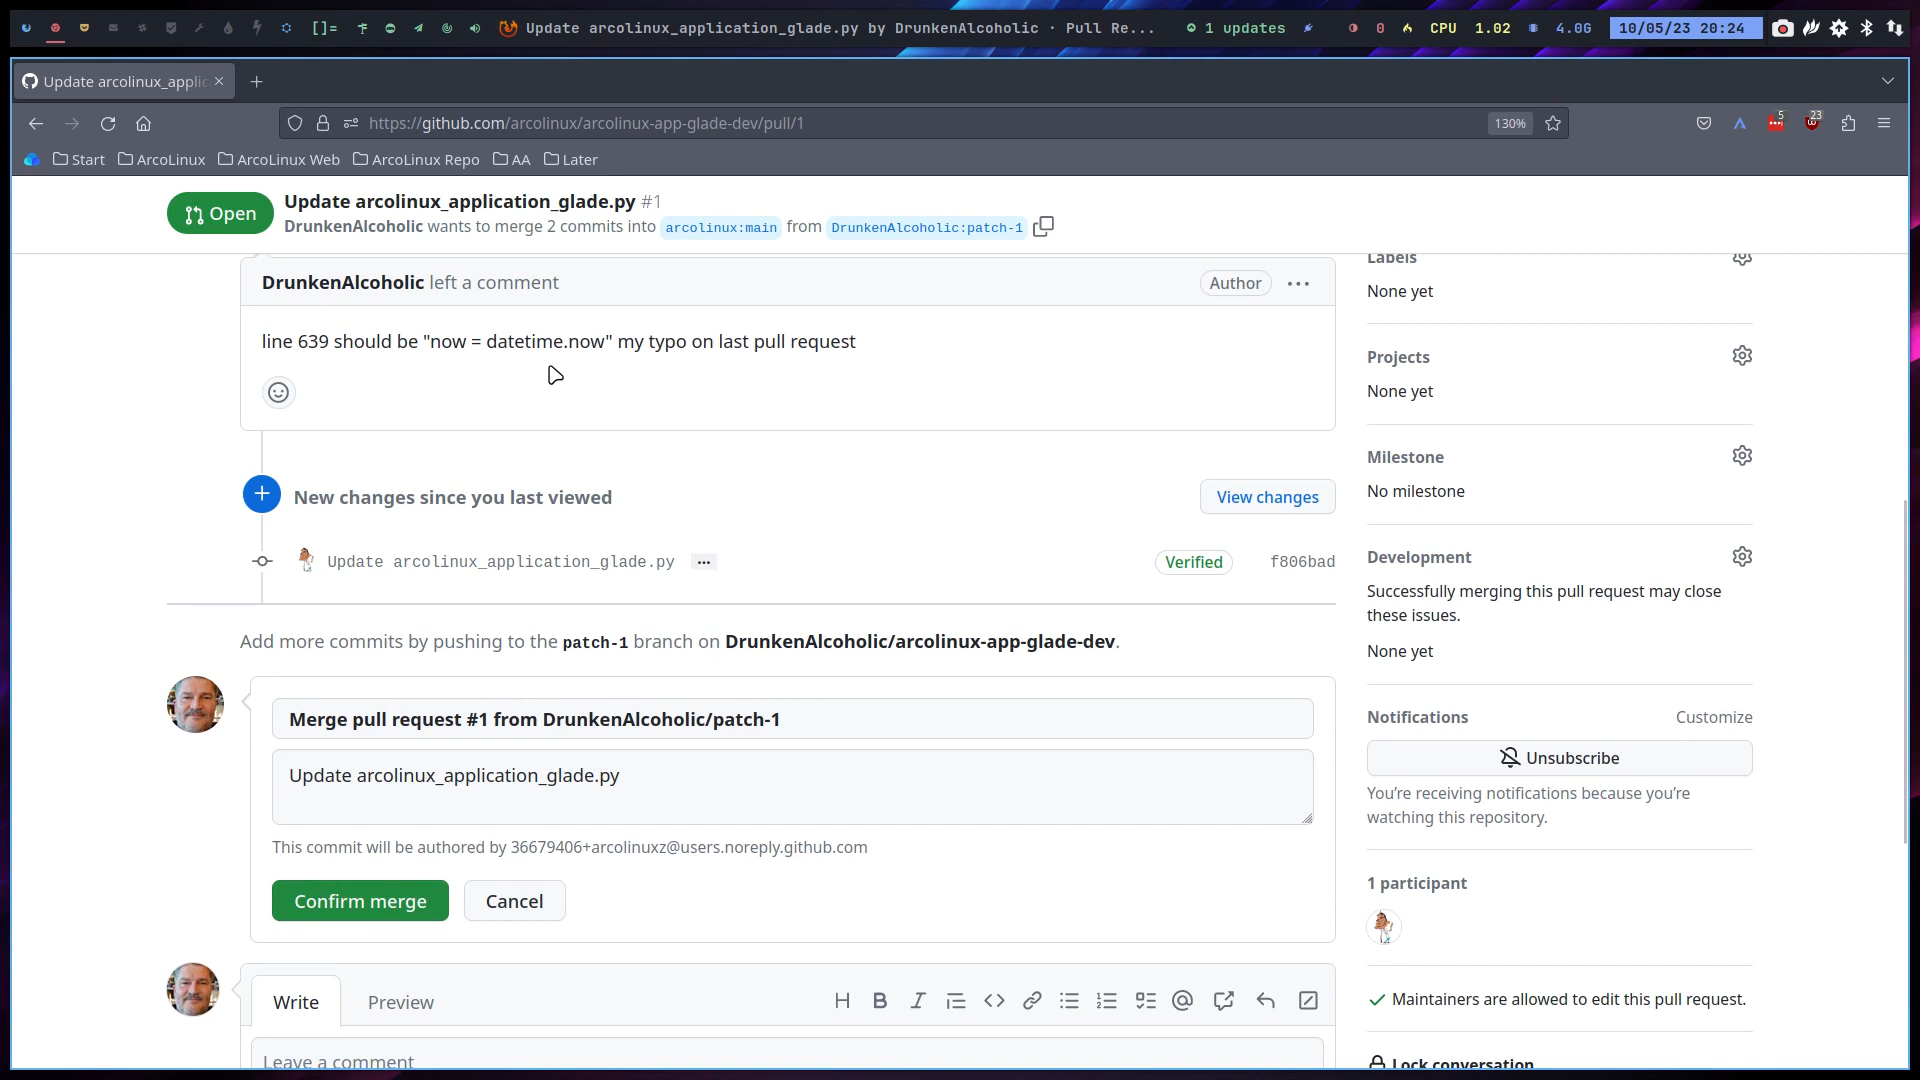 []=
Update arcolinux_application_glade.py by DrunkenAlcoholic · Pull Re...
1 updates
0
CPU 1.02
4.0G
10/05/23 20:24
Update arcolinux_applic
https://github.com/arcolinux/arcolinux-app-glade-dev/pull/1
130%
5
23
Start
ArcoLinux
ArcoLinux Web
ArcoLinux Repo
AA
Later
Open
Update arcolinux_application_glade.py #1
DrunkenAlcoholic wants to merge 2 commits into arcolinux:main from DrunkenAlcoholic:patch-1
DrunkenAlcoholic left a comment
Author
line 639 should be "now = datetime.now" my typo on last pull request
New changes since you last viewed
View changes
Update arcolinux_application_glade.py
...
Verified
f806bad
Add more commits by pushing to the patch-1 branch on DrunkenAlcoholic/arcolinux-app-glade-dev.
Merge pull request #1 from DrunkenAlcoholic/patch-1
Update arcolinux_application_glade.py
This commit will be authored by 36679406+arcolinuxz@users.noreply.github.com
Confirm merge
Cancel
Write
Preview
Leave a comment
Labels
None yet
Projects
None yet
Milestone
No milestone
Development
Successfully merging this pull request may close
these issues.
None yet
Notifications
Customize
Unsubscribe
You’re receiving notifications because you’re
watching this repository.
1 participant
Maintainers are allowed to edit this pull request.
Lock conversation